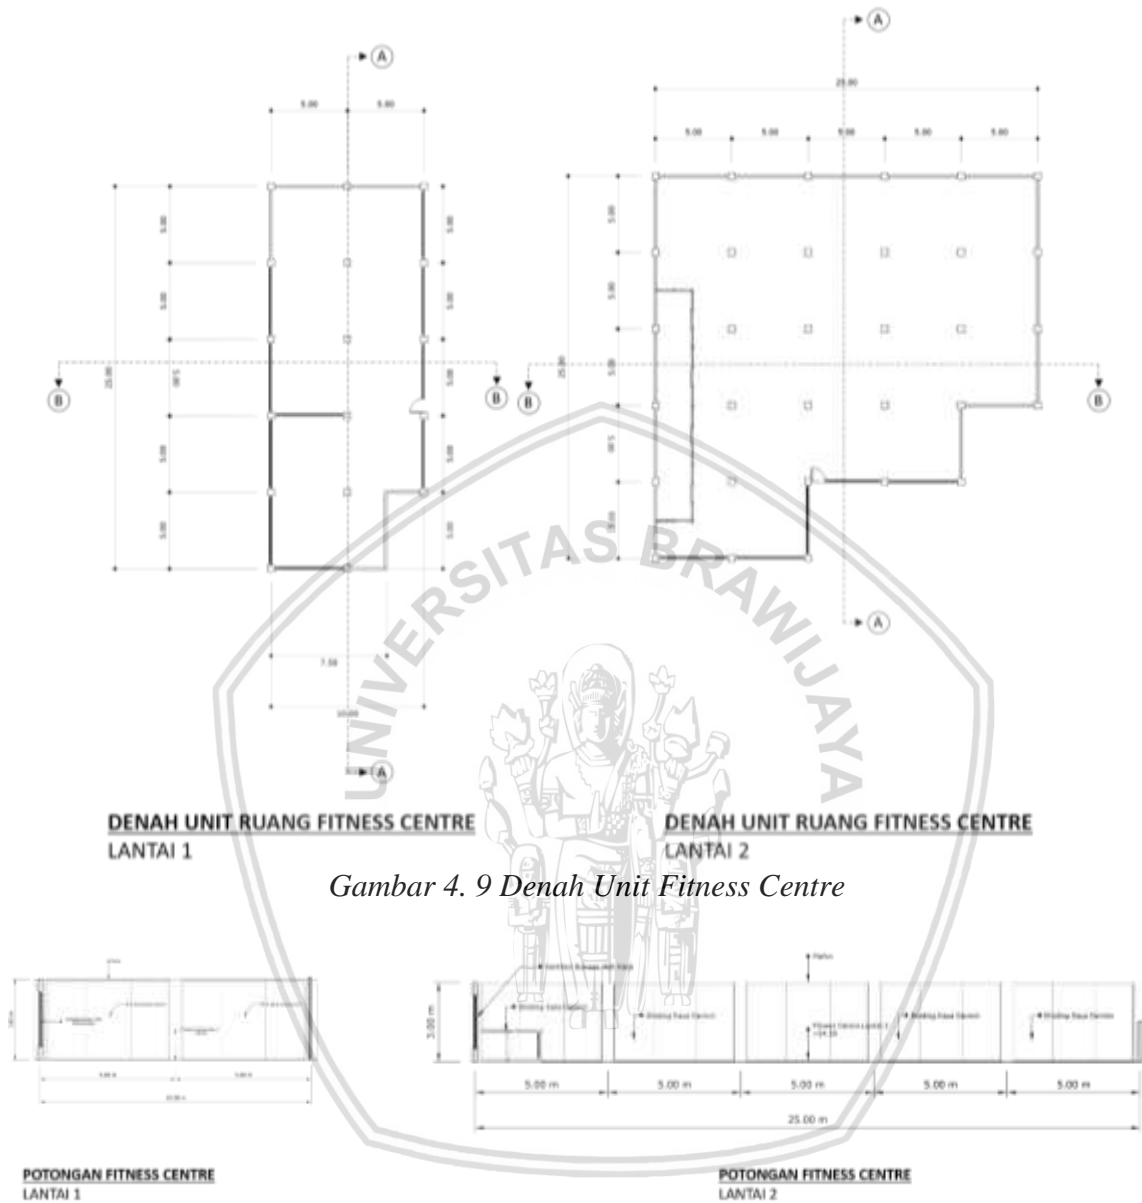 A
A
25.00
5.00 5.00
5.00 5.00 5.00 5.00 5.00
5.00 5.00 5.00
5.00 5.00 5.00
25.00 5.00 5.00 25.00 5.00
B B B B
5.00 5.00 5.00
5.00 5.00
A
7.50
10.00
A
UNIVERSITAS BRAWIJAYA
DENAH UNIT RUANG FITNESS CENTRE
LANTAI 1
DENAH UNIT RUANG FITNESS CENTRE
LANTAI 2
Gambar 4. 9 Denah Unit Fitness Centre
Plafon
3.00 m
5.00 m 5.00 m
5.00 m 5.00 m 5.00 m 5.00 m 5.00 m
25.00 m
POTONGAN FITNESS CENTRE
LANTAI 1
POTONGAN FITNESS CENTRE
LANTAI 2